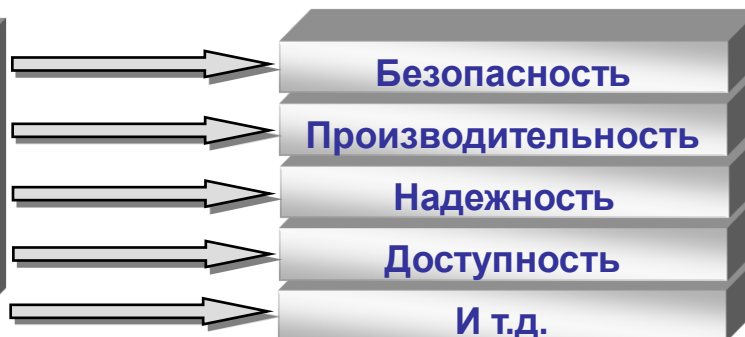 Безопасность
Производительность
Надежность
Доступность
И т.д.